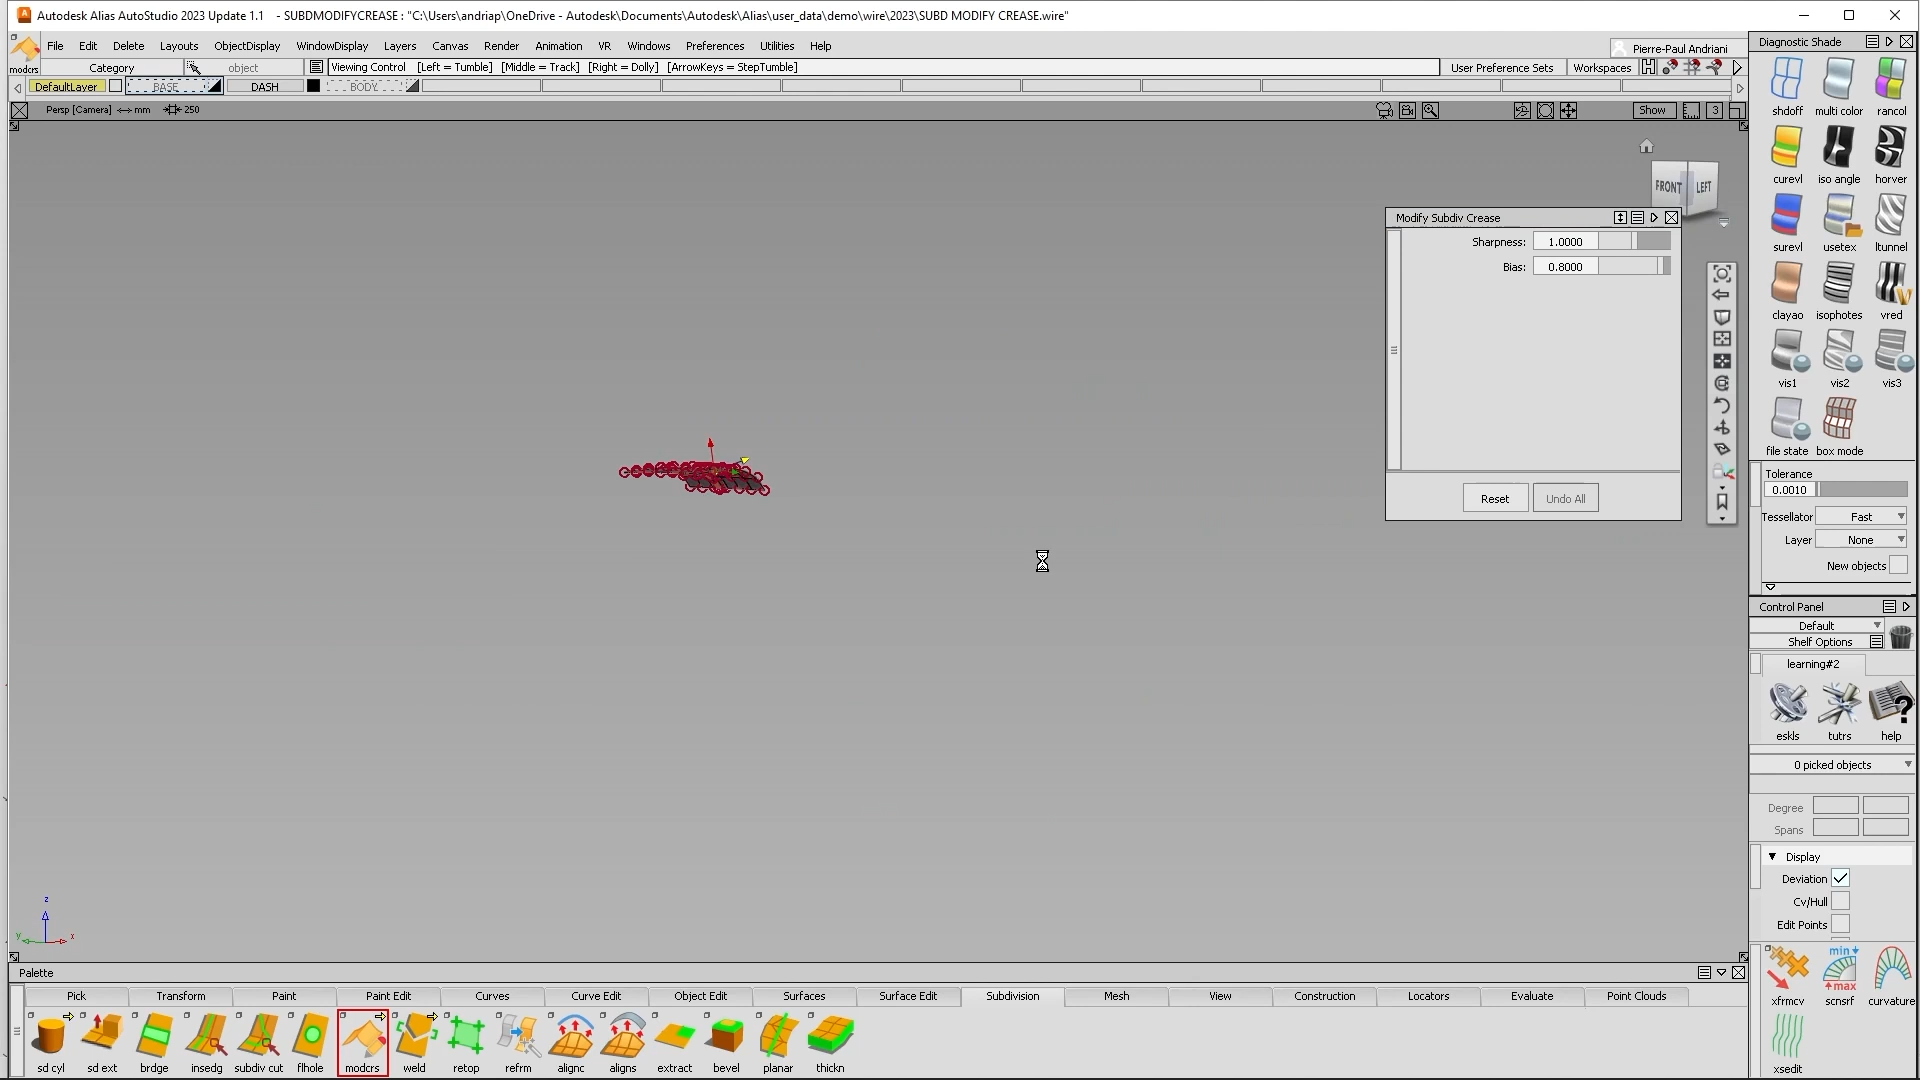 Autodesk Alias AutoStudio 2023 Update 1.1 - SUBDMODIFYCREASE : "C:\Users\andriap\OneDrive - Autodesk\Documents\Autodesk\Alias\user_data\demo\wire\2023\SUBD MODIFY CREASE.wire"
File Edit Delete Layouts ObjectDisplay WindowDisplay Layers Canvas Render Animation VR Windows Preferences Utilities Help
Pierre-Paul Andriani
modcrs
Category object Viewing Control [Left = Tumble] [Middle = Track] [Right = Dolly] [ArrowKeys = StepTumble] User Preference Sets Workspaces
DefaultLayer BASE DASH BODY
Persp [Camera] <-> mm 250 Show 3
FRONT LEFT
Modify Subdiv Crease
Sharpness: 1.0000
Bias: 0.8000
Reset Undo All
z
y x
Diagnostic Shade
shdoff multi color rancol
curevl iso angle horver
surevl usetex ltunnel
clayao isophotes vred
vis1 vis2 vis3
file state box mode
Tolerance
0.0010
Tessellator Fast
Layer None
New objects
Control Panel
Default
Shelf Options
learning#2
eskls tutrs help
0 picked objects
Degree
Spans
Display
Deviation
Cv/Hull
Edit Points
min
max
xfrmcv scnsrf curvature
xsedit
Palette
Pick Transform Paint Paint Edit Curves Curve Edit Object Edit Surfaces Surface Edit Subdivision Mesh View Construction Locators Evaluate Point Clouds
sd cyl sd ext brdge insedg subdiv cut flhole modcrs weld retop refrm alignc aligns extract bevel planar thickn